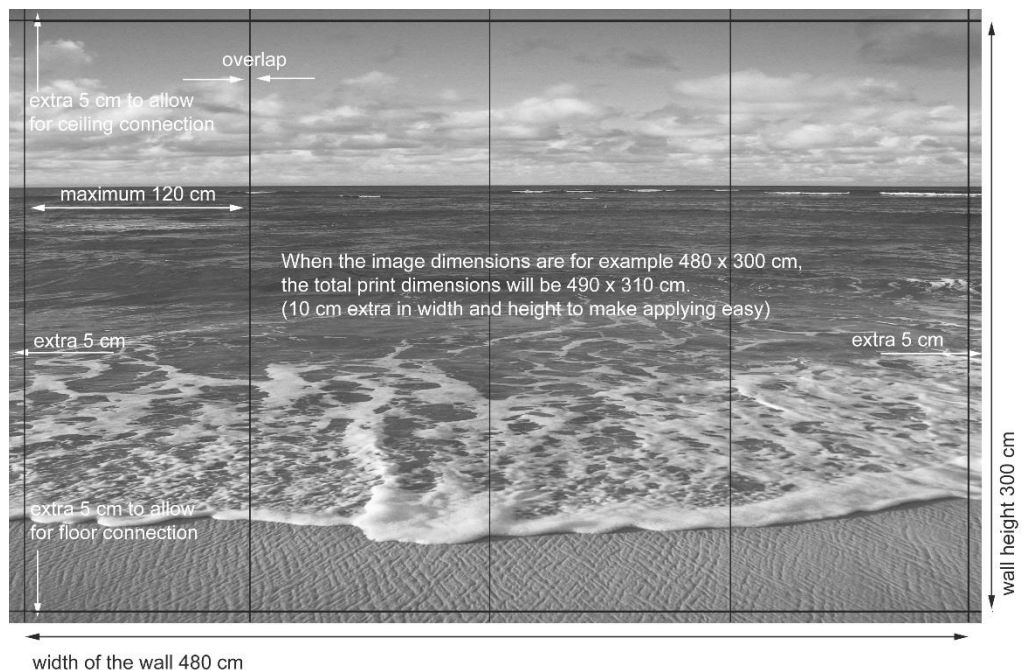 overlap
extra 5 cm to allow
for ceiling connection
maximum 120 cm
When the image dimensions are for example 480 x 300 cm,
the total print dimensions will be 490 x 310 cm.
(10 cm extra in width and height to make applying easy)
extra 5 cm
extra 5 cm
extra 5 cm to allow
for floor connection
wall height 300 cm
width of the wall 480 cm